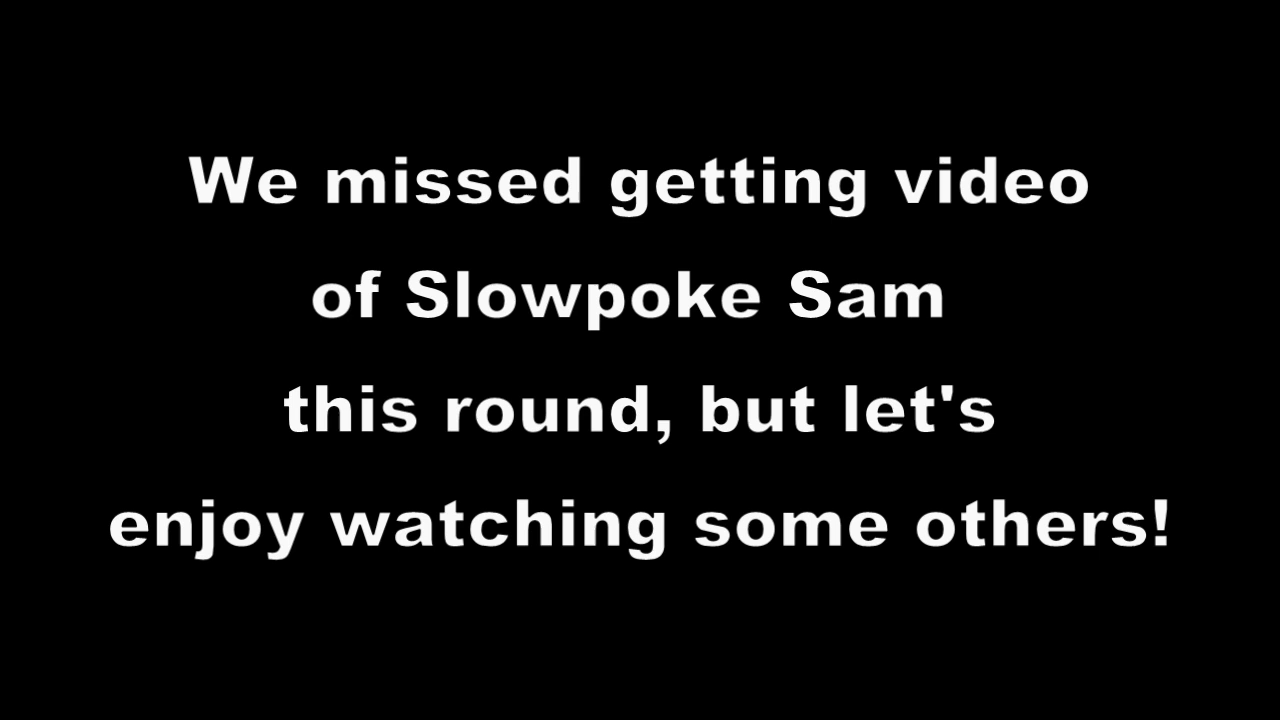 We missed getting video
of Slowpoke Sam
this round, but let's
enjoy watching some others!